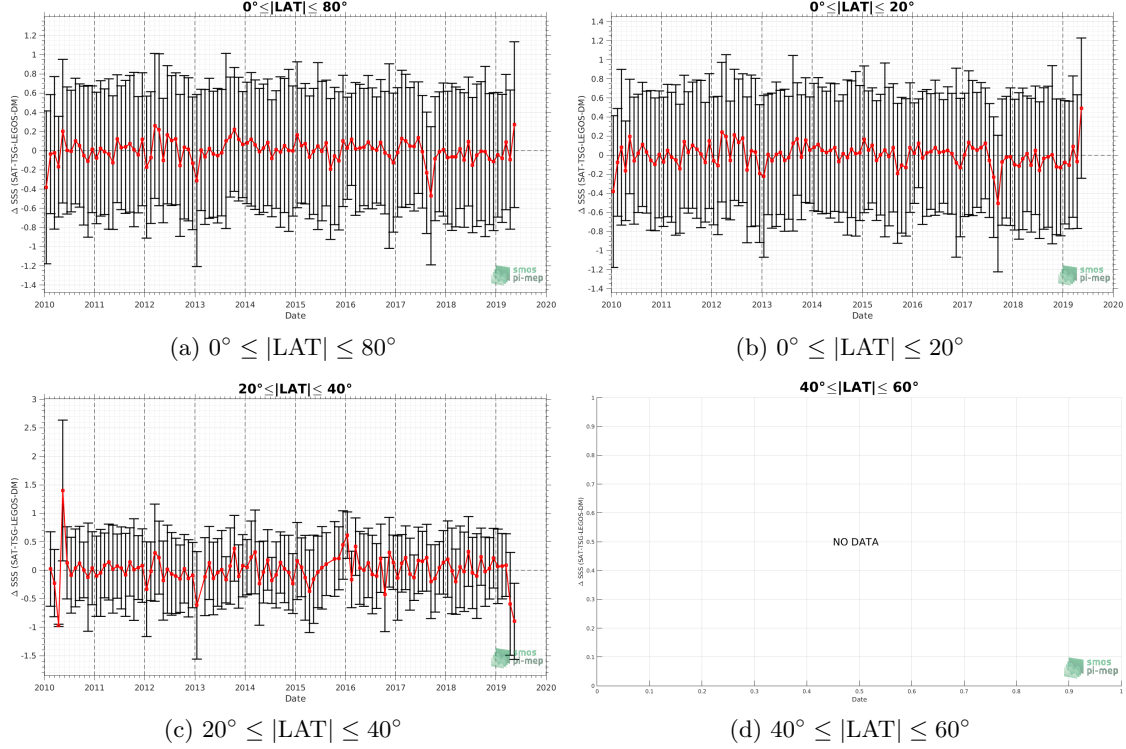 0°≤|LAT|≤ 80°
Δ SSS (SAT-TSG-LEGOS-DM)
1.2
1
0.8
0.6
0.4
0.2
0
-0.2
-0.4
-0.6
-0.8
-1
-1.2
-1.4
2010 2011 2012 2013 2014 2015 2016 2017 2018 2019 2020
Date
smos
pi-mep
(a) 0° ≤ |LAT| ≤ 80°
0°≤|LAT|≤ 20°
Δ SSS (SAT-TSG-LEGOS-DM)
1.4
1.2
1
0.8
0.6
0.4
0.2
0
-0.2
-0.4
-0.6
-0.8
-1
-1.2
-1.4
2010 2011 2012 2013 2014 2015 2016 2017 2018 2019 2020
Date
smos
pi-mep
(b) 0° ≤ |LAT| ≤ 20°
20°≤|LAT|≤ 40°
Δ SSS (SAT-TSG-LEGOS-DM)
3
2.5
2
1.5
1
0.5
0
-0.5
-1
-1.5
2010 2011 2012 2013 2014 2015 2016 2017 2018 2019 2020
Date
smos
pi-mep
(c) 20° ≤ |LAT| ≤ 40°
40°≤|LAT|≤ 60°
Δ SSS (SAT-TSG-LEGOS-DM)
1
0.9
0.8
0.7
0.6
0.5
0.4
0.3
0.2
0.1
0
NO DATA
0 0.1 0.2 0.3 0.4 0.5 0.6 0.7 0.8 0.9 1
Date
smos
pi-mep
(d) 40° ≤ |LAT| ≤ 60°